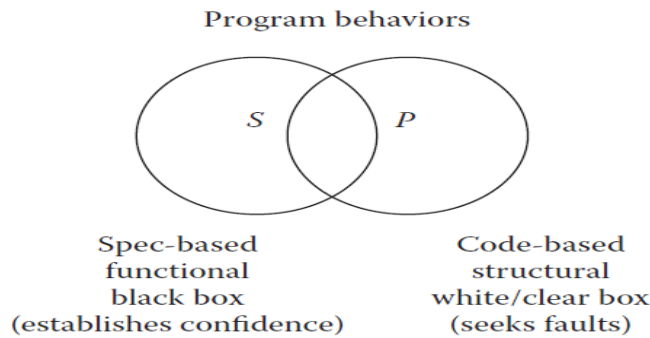 Program behaviors
S
P
Spec-based
functional
black box
(establishes confidence)
Code-based
structural
white/clear box
(seeks faults)